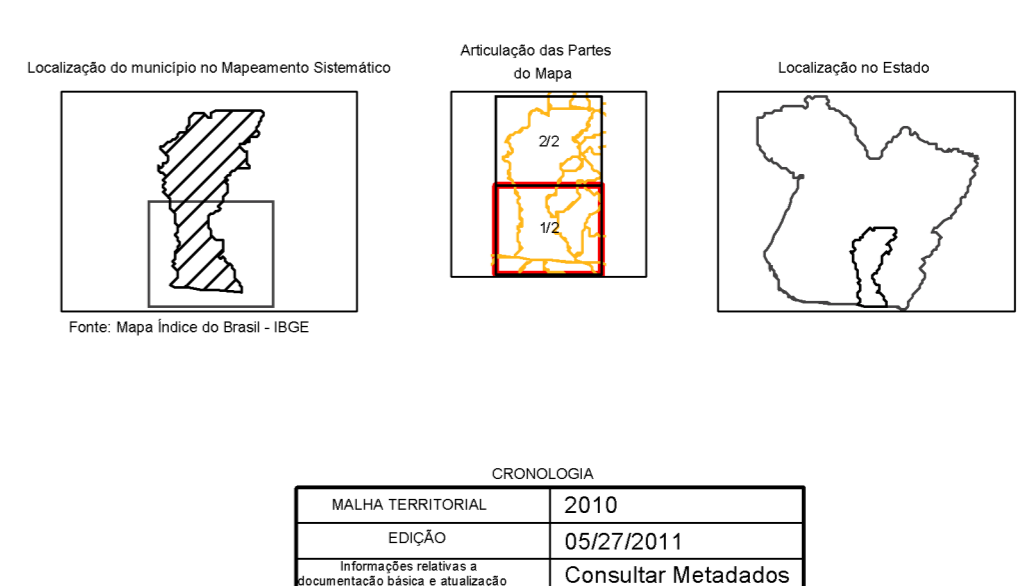 Localização do município no Mapeamento Sistemático
Articulação das Partes
do Mapa
Localização no Estado
2/2
1/2
Fonte: Mapa Índice do Brasil - IBGE
CRONOLOGIA
MALHA TERRITORIAL
2010
EDIÇÃO
05/27/2011
Informações relativas a
documentação básica e atualização
Consultar Metadados